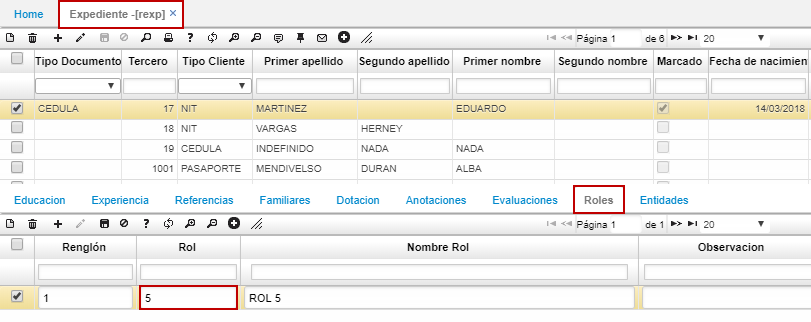 Home Expediente -[rexp] ✕
Página 1 de 6 20
Tipo Documento Tercero Tipo Cliente Primer apellido Segundo apellido Primer nombre Segundo nombre Marcado Fecha de nacimien
CEDULA 17 NIT MARTINEZ EDUARDO 14/03/2018
18 NIT VARGAS HERNEY
19 CEDULA INDEFINIDO NADA NADA
1001 PASAPORTE MENDIVELSO DURAN ALBA
Educacion Experiencia Referencias Familiares Dotacion Anotaciones Evaluaciones Roles Entidades
Página 1 de 1 20
Renglón Rol Nombre Rol Observacion
1 5 ROL 5